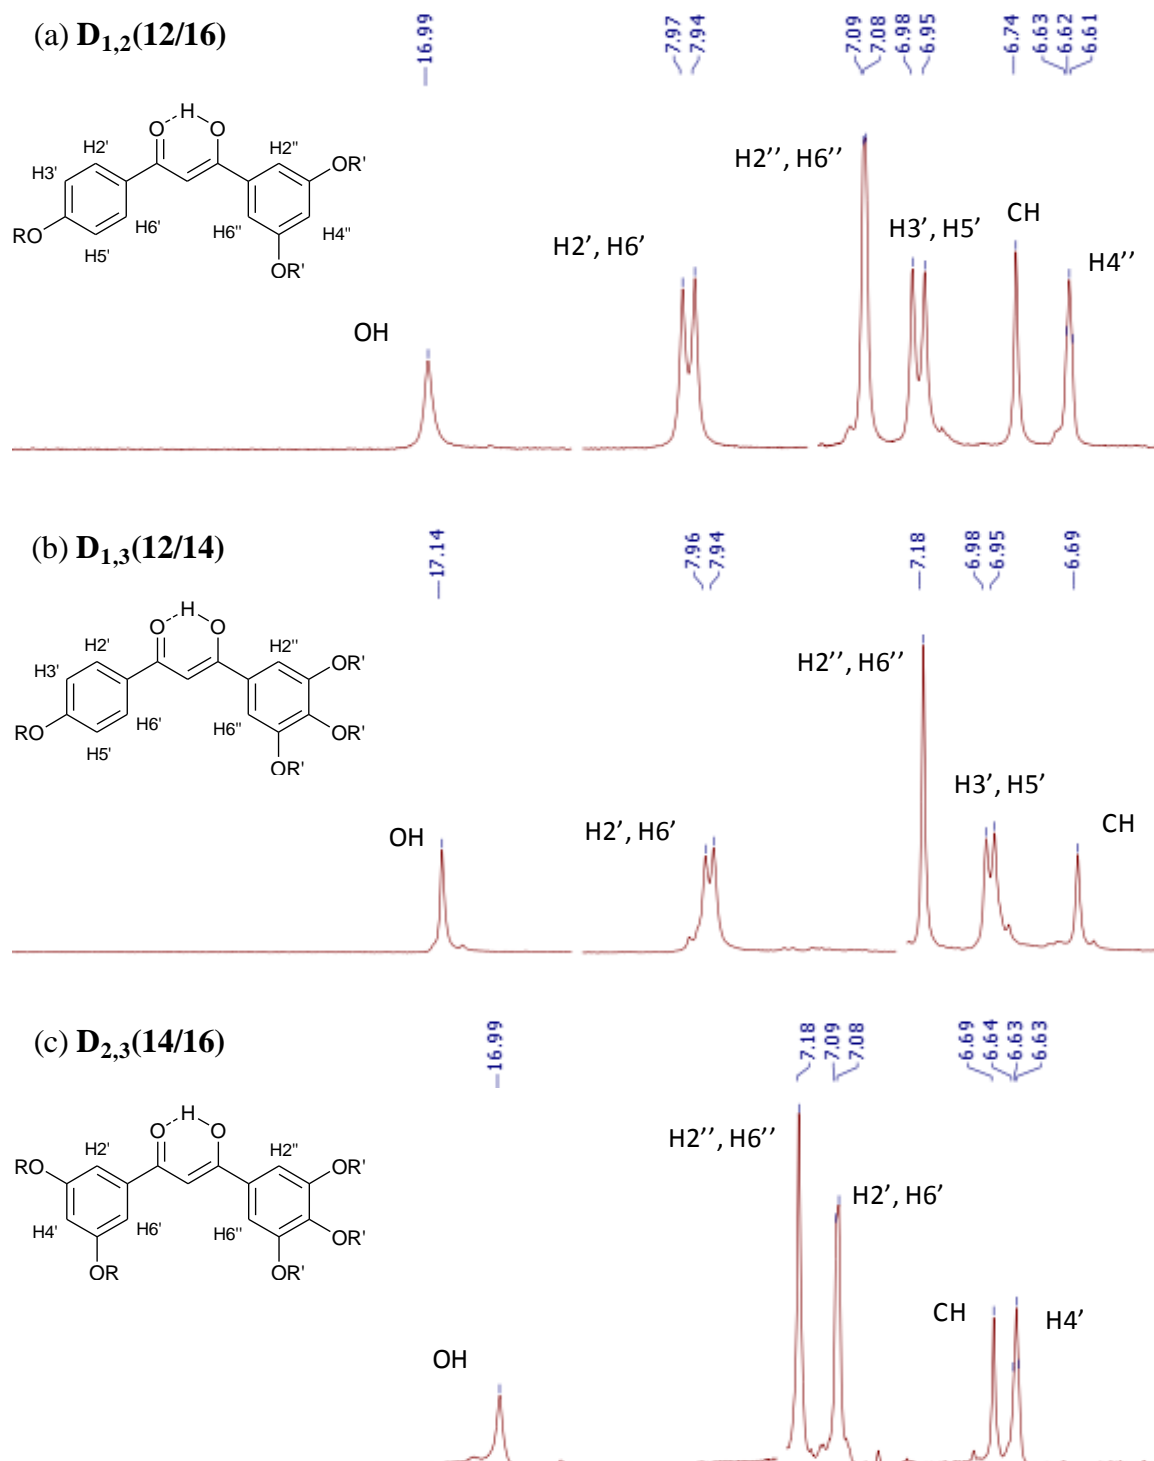 (a) D1,2(12/16)
16.99
7.97
7.94
7.09
7.08
6.98
6.95
6.74
6.63
6.62
6.61
H
O
O
H2'
H2''
OR'
H3'
H2'', H6''
CH
H3', H5'
H2', H6'
H4''
RO
H6'
H6''
H4''
H5'
OR'
OH
(b) D1,3(12/14)
17.14
7.96
7.94
7.18
6.98
6.95
6.69
H
O
O
H2'
H2''
OR'
H3'
H2'', H6''
H6'
H6''
OR'
RO
H5'
OR'
H3', H5'
OH
H2', H6'
CH
(c) D2,3(14/16)
16.99
7.18
7.09
7.08
6.69
6.64
6.63
6.63
H
O
O
H2'
H2''
RO
OR'
H2'', H6''
H2', H6'
H4'
H6'
H6''
OR'
OR
OR'
CH
H4'
OH